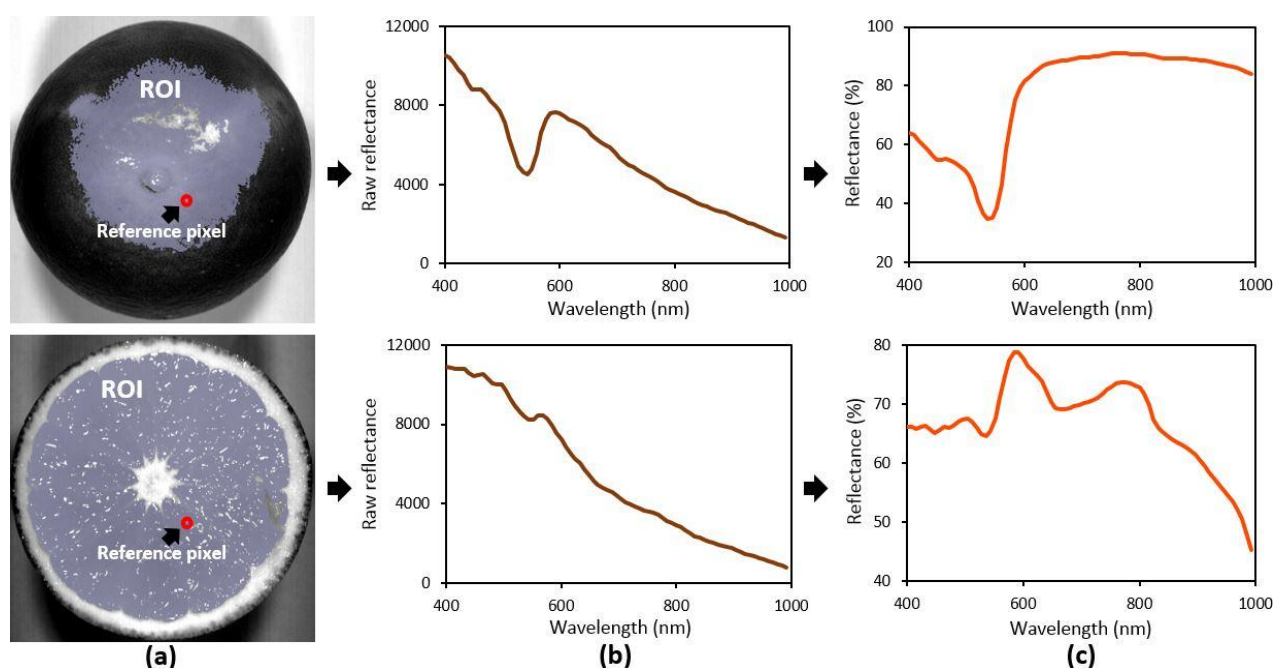 ROI
Reference pixel
12000
8000
4000
0
Raw reflectance
400
600
800
1000
Wavelength (nm)
100
80
60
40
20
Reflectance (%)
400
600
800
1000
Wavelength (nm)
ROI
Reference pixel
12000
8000
4000
0
Raw reflectance
400
600
800
1000
Wavelength (nm)
80
70
60
50
40
Reflectance (%)
400
600
800
1000
Wavelength (nm)
(a)
(b)
(c)